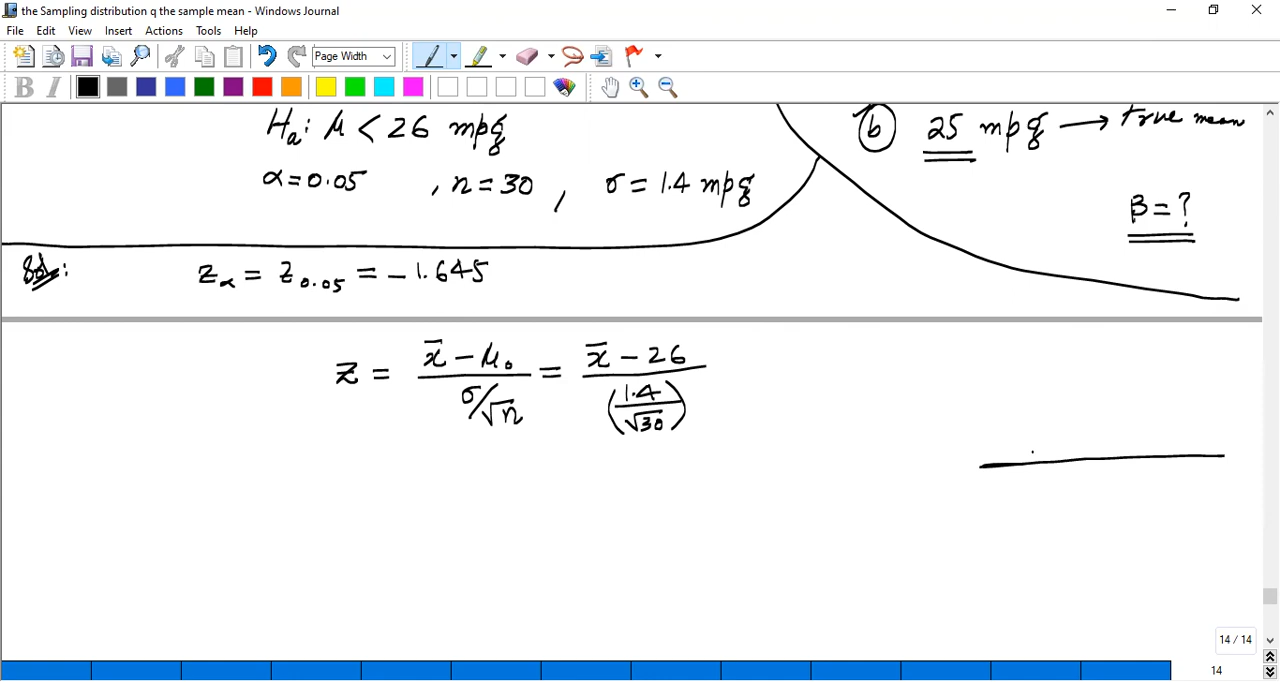 the Sampling distribution q the sample mean - Windows Journal
File Edit View Insert Actions Tools Help
Page Width
B I
Ha: μ < 26 mpg
α = 0.05 , n = 30 , σ = 1.4 mpg
ⓑ 25 mpg → true mean
β = ?
Sol: Zα = Z0.05 = - 1.645
Z = (x̄ - μ₀)/(σ/√n) = (x̄ - 26)/(1.4/√30)
14 / 14
14